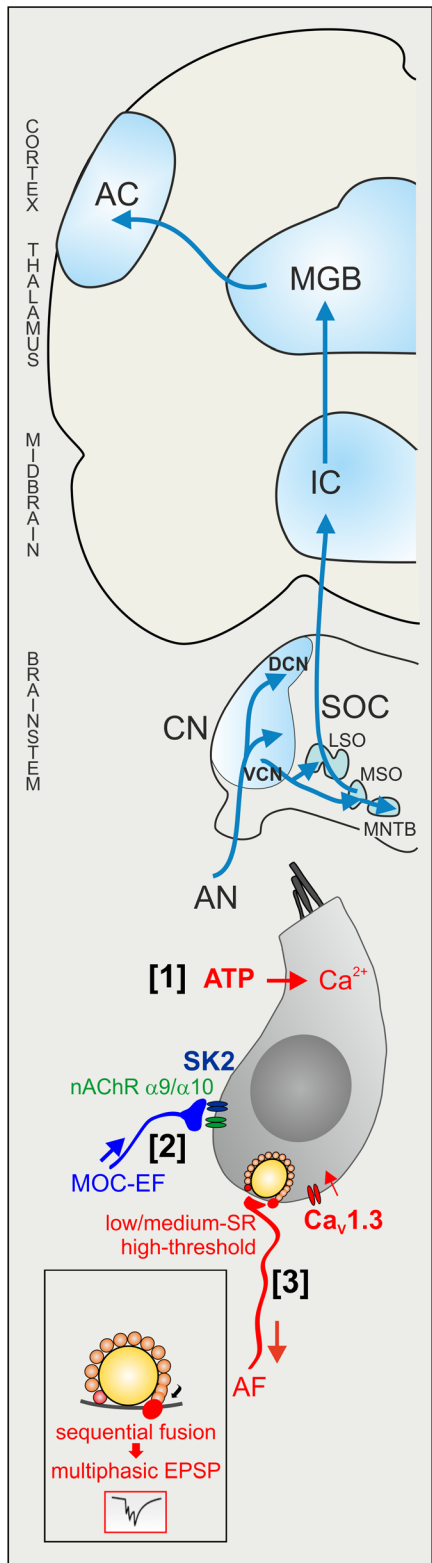 CORTEX
AC
THALAMUS
MGB
MIDBRAIN
IC
BRAINSTEM
DCN
CN
SOC
LSO
VCN
MSO
MNTB
AN
[1] ATP Ca²⁺
SK2
nAChR α9/α10
[2]
MOC-EF
low/medium-SR
high-threshold
Caᵥ1.3
[3]
AF
sequential fusion
multiphasic EPSP